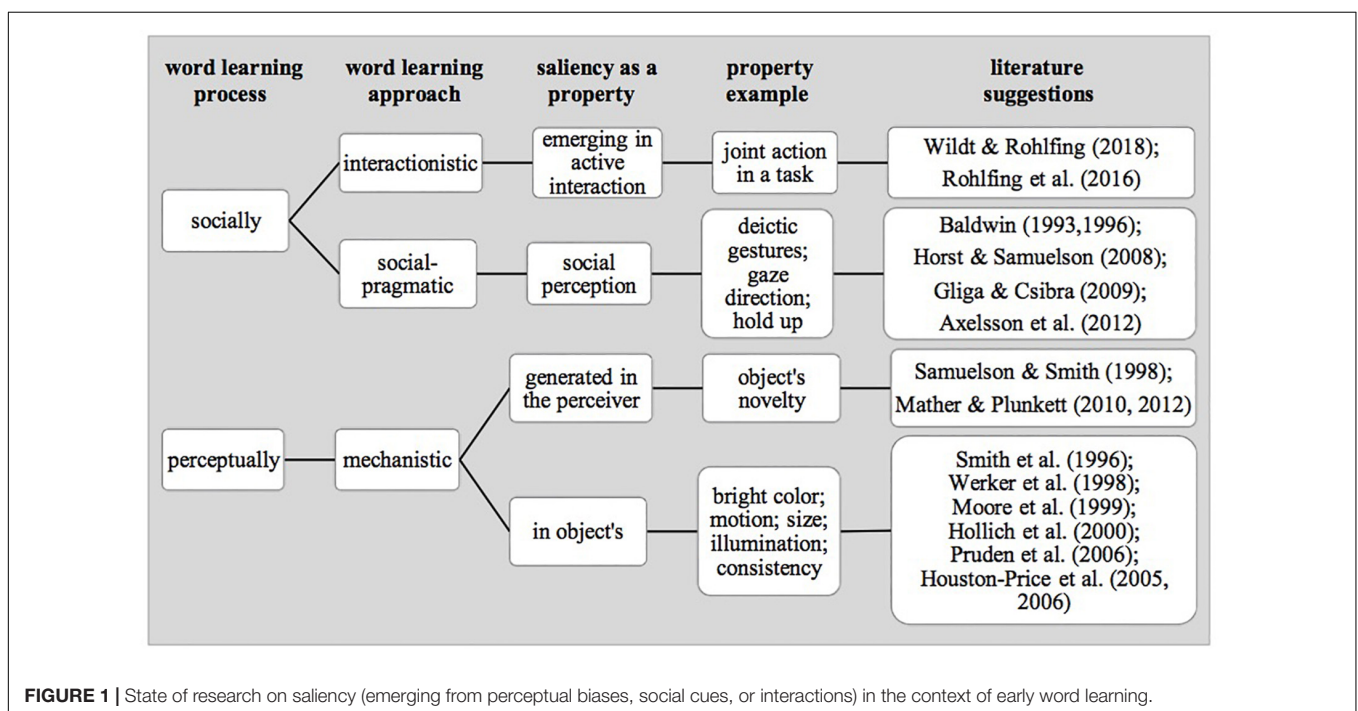 word learning
process
word learning
approach
saliency as a
property
property
example
literature
suggestions
socially
interactionistic
emerging in
active
interaction
joint action
in a task
Wildt & Rohlfing (2018);
Rohlfing et al. (2016)
social-
pragmatic
social
perception
deictic
gestures;
gaze
direction;
hold up
Baldwin (1993,1996);
Horst & Samuelson (2008);
Gliga & Csibra (2009);
Axelsson et al. (2012)
perceptually
mechanistic
generated in
the perceiver
object's
novelty
Samuelson & Smith (1998);
Mather & Plunkett (2010, 2012)
in object's
bright color;
motion; size;
illumination;
consistency
Smith et al. (1996);
Werker et al. (1998);
Moore et al. (1999);
Hollich et al. (2000);
Pruden et al. (2006);
Houston-Price et al. (2005,
2006)
FIGURE 1 | State of research on saliency (emerging from perceptual biases, social cues, or interactions) in the context of early word learning.